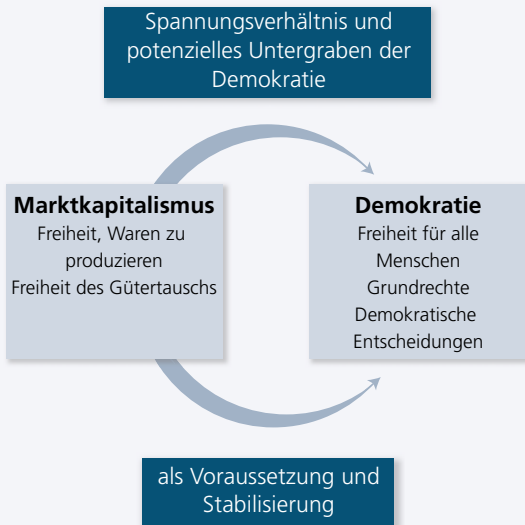 Spannungsverhältnis und
potenzielles Untergraben der
Demokratie
Marktkapitalismus
Freiheit, Waren zu
produzieren
Freiheit des Gütertauschs
Demokratie
Freiheit für alle
Menschen
Grundrechte
Demokratische
Entscheidungen
als Voraussetzung und
Stabilisierung